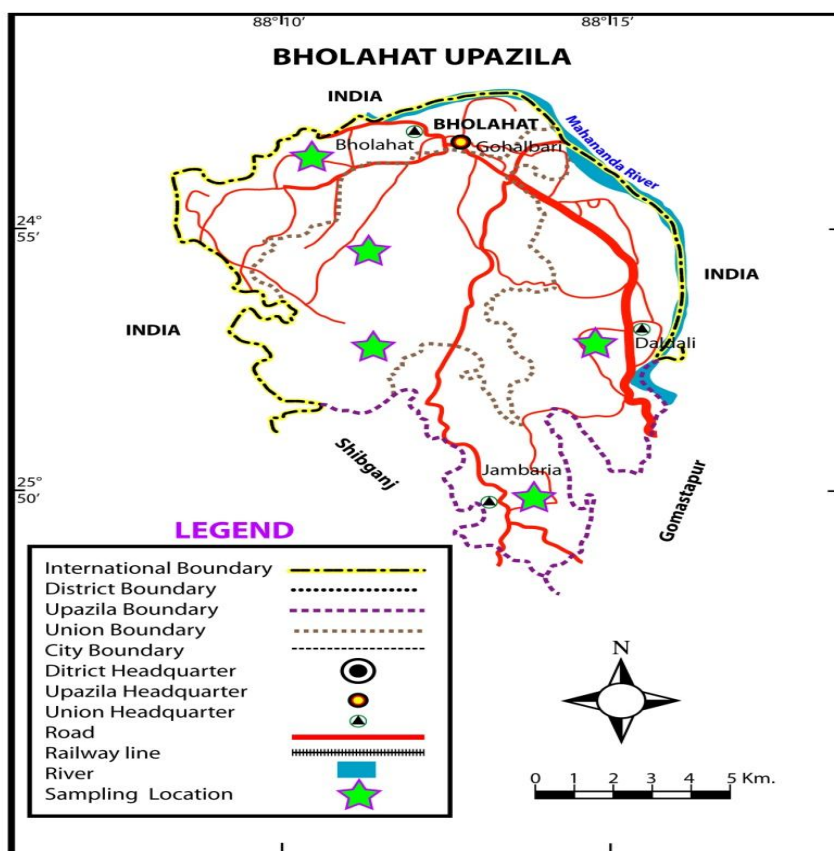 88°10' 88°15'
BHOLAHAT UPAZILA
INDIA
BHOLAHAT
Mahananda River
Bholahat
Gohalbari
24°
55'
INDIA
INDIA
Daldali
Shibganj
Jambaria
Gomastapur
25°
50'
LEGEND
International Boundary
District Boundary
Upazila Boundary
Union Boundary
City Boundary
Ditrict Headquarter
Upazila Headquarter
Union Headquarter
Road
Railway line
River
Sampling Location
N
0 1 2 3 4 5 Km.